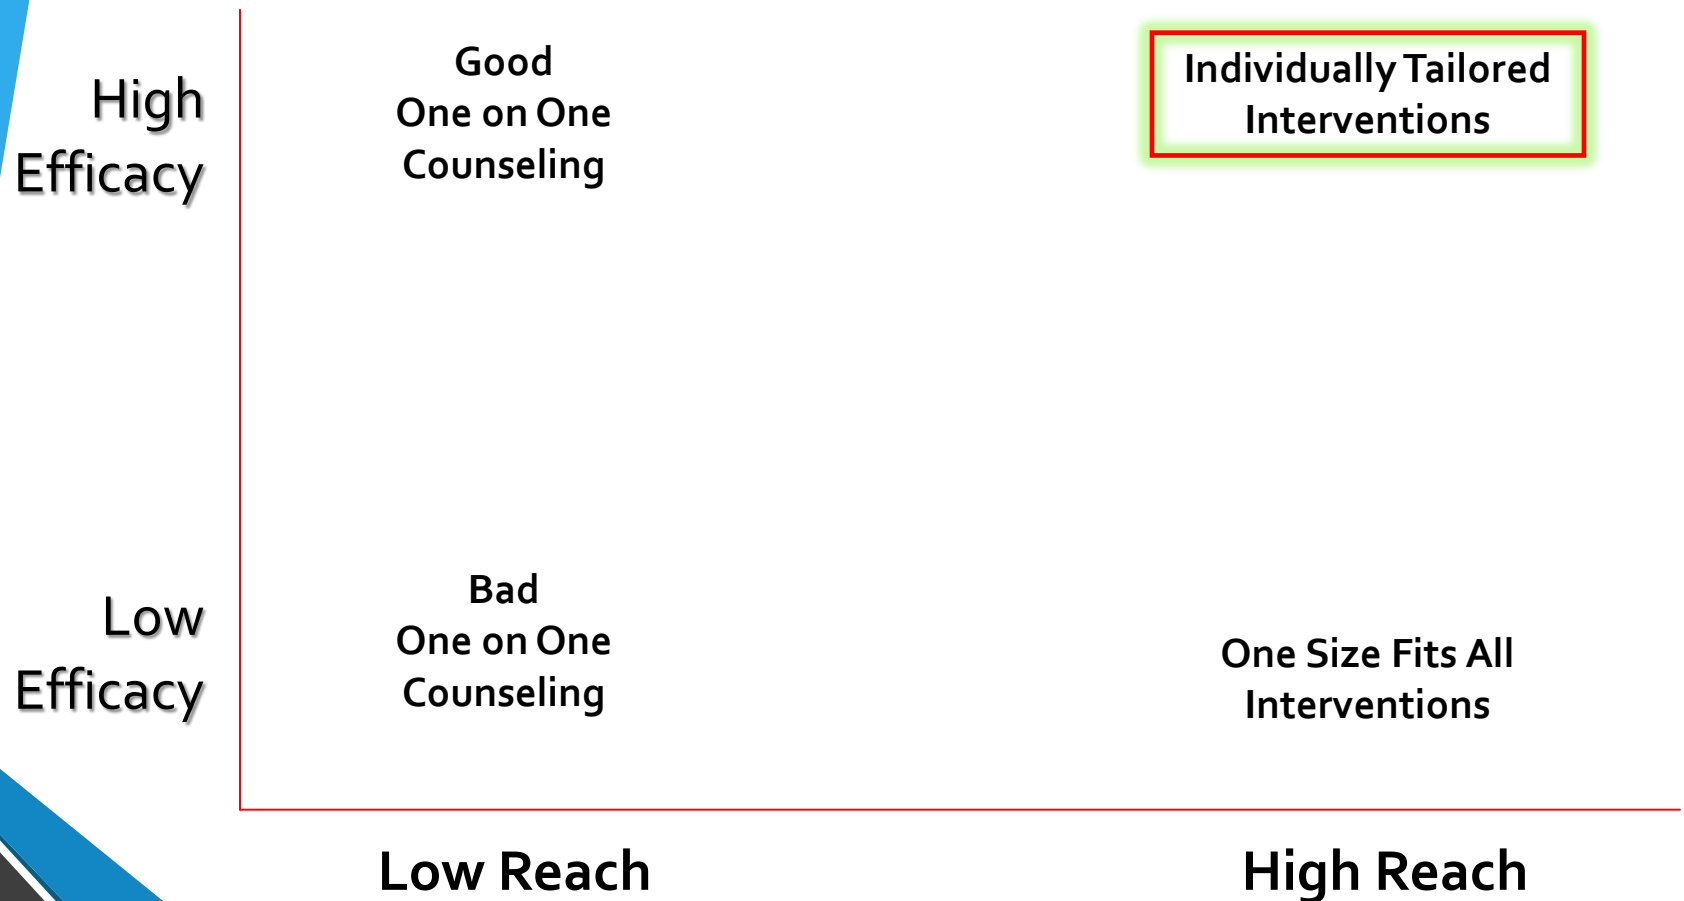 High
Efficacy
Good
One on One
Counseling
Individually Tailored
Interventions
Low
Efficacy
Bad
One on One
Counseling
One Size Fits All
Interventions
Low Reach
High Reach